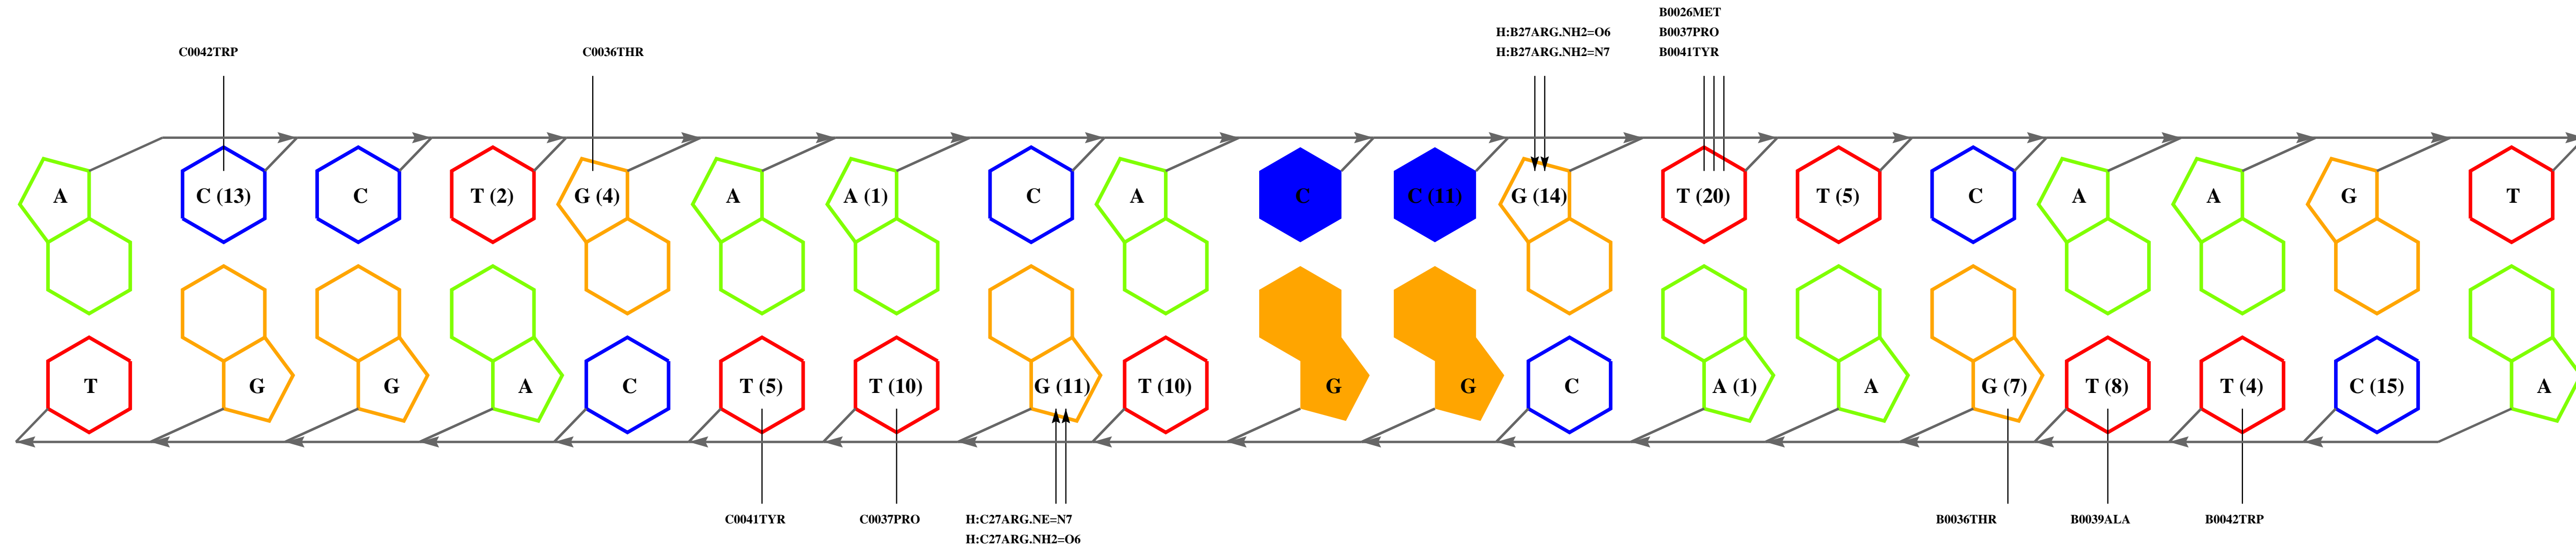 B0026MET
H:B27ARG.NH2=O6 B0037PRO
C0042TRP C0036THR H:B27ARG.NH2=N7 B0041TYR
A C (13) C T (2) G (4) A A (1) C A C C (11) G (14) T (20) T (5) C A A G T
T G G A C T (5) T (10) G (11) T (10) G G C A (1) A G (7) T (8) T (4) C (15) A
C0041TYR C0037PRO H:C27ARG.NE=N7 B0036THR B0039ALA B0042TRP
H:C27ARG.NH2=O6